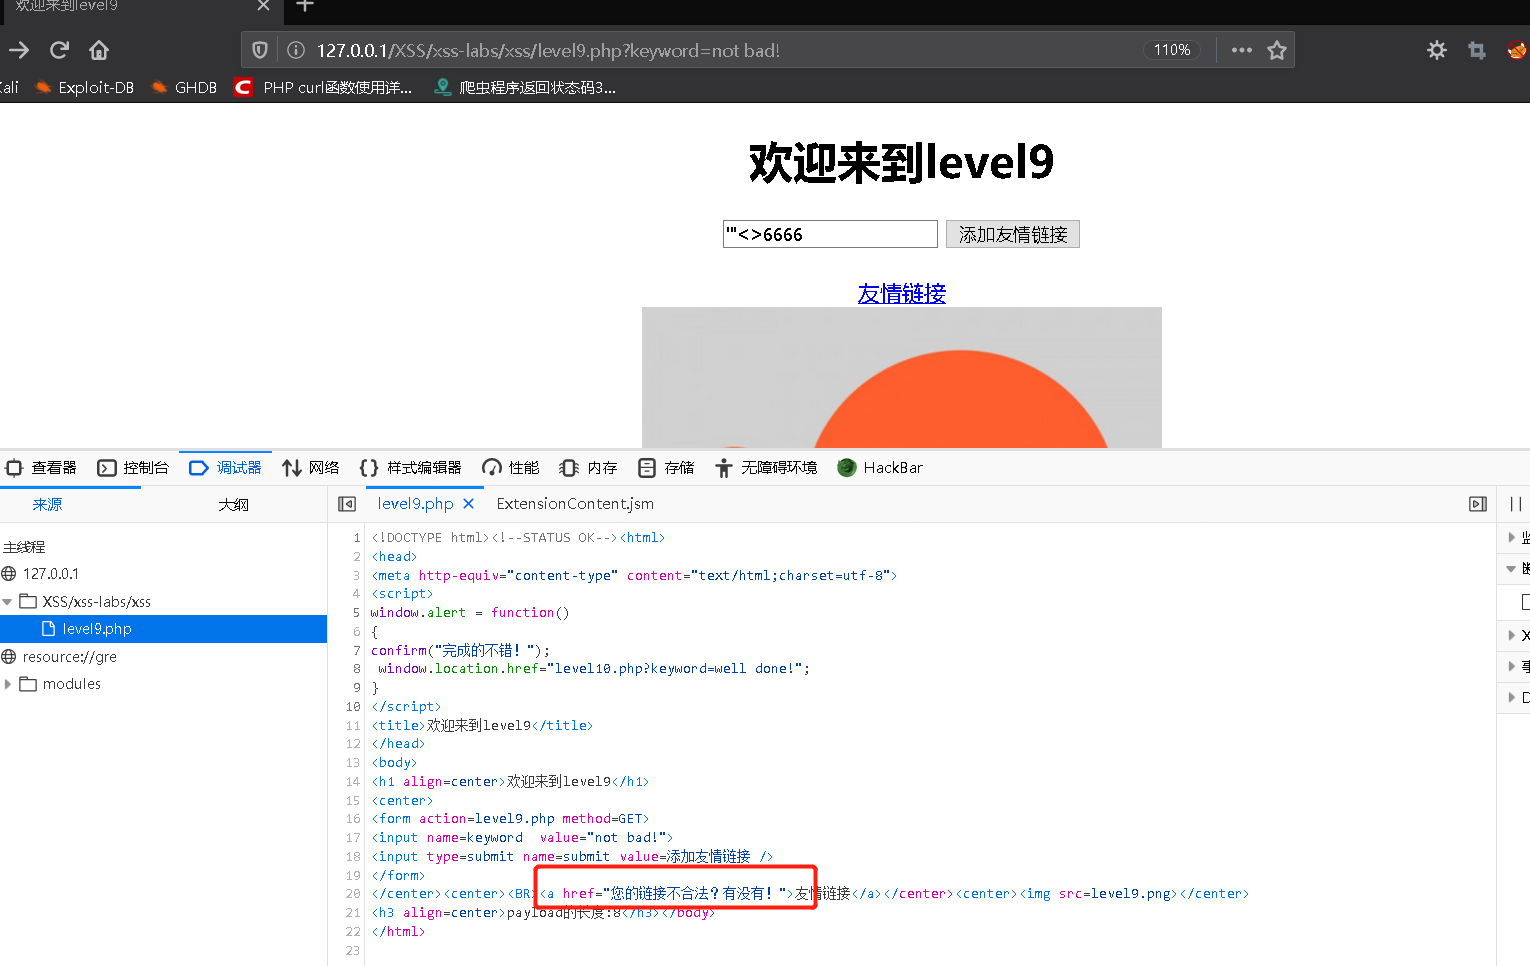 欢迎来到level9
127.0.0.1/XSS/xss-labs/xss/level9.php?keyword=not bad! 110%
ali Exploit-DB GHDB PHP curl函数使用详... 爬虫程序返回状态码3...
欢迎来到level9
'"<>6666 添加友情链接
友情链接
查看器 控制台 调试器 网络 样式编辑器 性能 内存 存储 无障碍环境 HackBar
来源 大纲 level9.php ExtensionContent.jsm
主线程
127.0.0.1
XSS/xss-labs/xss
level9.php
resource://gre
modules
1 <!DOCTYPE html><!--STATUS OK--><html>
2 <head>
3 <meta http-equiv="content-type" content="text/html;charset=utf-8">
4 <script>
5 window.alert = function()
6 {
7 confirm("完成的不错！");
8 window.location.href="level10.php?keyword=well done!";
9 }
10 </script>
11 <title>欢迎来到level9</title>
12 </head>
13 <body>
14 <h1 align=center>欢迎来到level9</h1>
15 <center>
16 <form action=level9.php method=GET>
17 <input name=keyword  value="not bad!">
18 <input type=submit name=submit value=添加友情链接 />
19 </form>
20 </center><center><BR><a href="您的链接不合法？有没有！">友情链接</a></center><center><img src=level9.png></center>
21 <h3 align=center>payload的长度:8</h3></body>
22 </html>
23